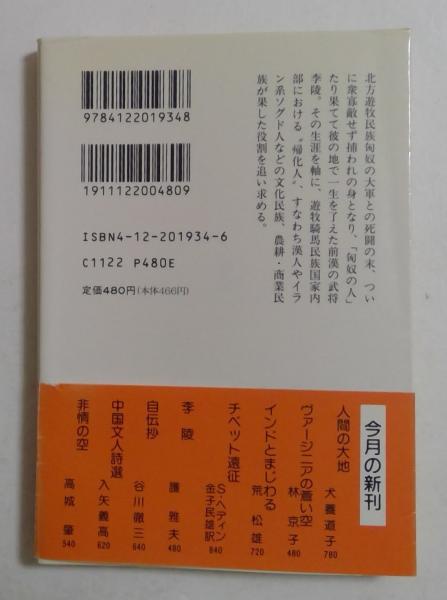 北方遊牧民族匈奴の大軍との死闘の末、つい
に衆寡敵せず捕われの身となり、「匈奴の人」
たり果てて彼の地で一生を了えた前漢の武将
李陵。その生涯を軸に、遊牧騎馬民族国家内
部における〝帰化人〟、すなわち漢人やイラ
ン系ソグド人などの文化民族、農耕・商業民
族が果した役割を追い求める。
9784122019348
1911122004809
ISBN4-12-201934-6
C1122 P480E
定価480円(本体466円)
今月の新刊
人間の大地 犬養道子 780
ヴァージニアの蒼い空 林京子 480
インドとまじわる 荒松雄 720
チベット遠征 S・ヘディン 金子民雄訳 840
李陵 護雅夫 480
自伝抄 谷川徹三 640
中国文人詩選 入矢義高 620
非情の空 高城肇 540